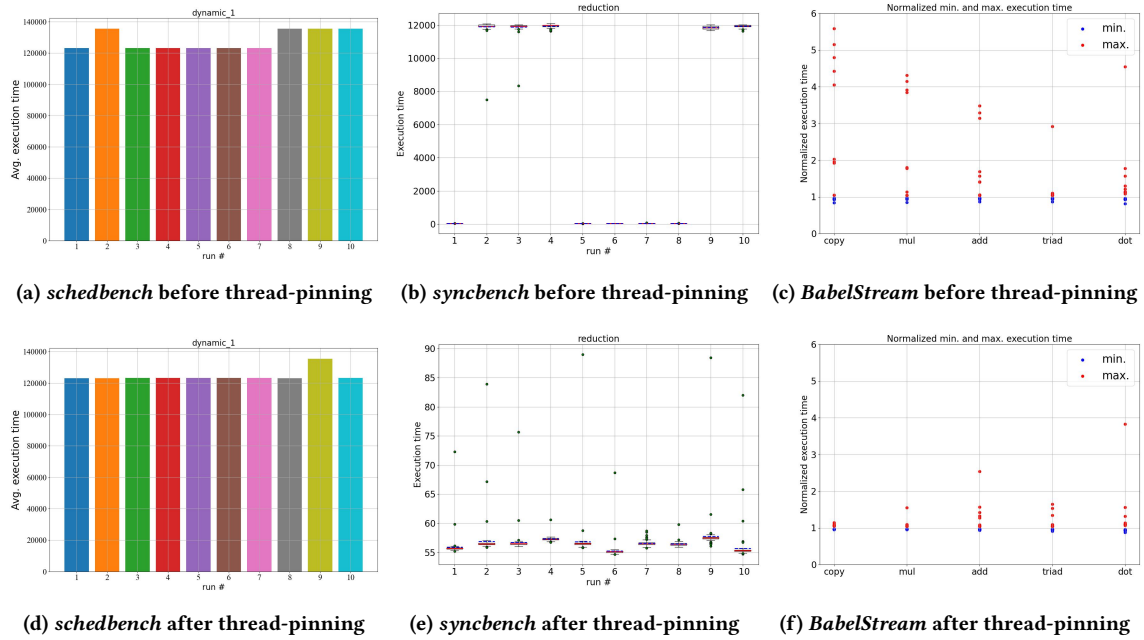 dynamic_1
Avg. execution time
140000
120000
100000
80000
60000
40000
20000
0
1 2 3 4 5 6 7 8 9 10
run #
(a) schedbench before thread-pinning
reduction
Execution time
12000
10000
8000
6000
4000
2000
0
1 2 3 4 5 6 7 8 9 10
run #
(b) syncbench before thread-pinning
Normalized min. and max. execution time
Normalized execution time
6
5
4
3
2
1
0
min.
max.
copy mul add triad dot
(c) BabelStream before thread-pinning
dynamic_1
Avg. execution time
140000
120000
100000
80000
60000
40000
20000
0
1 2 3 4 5 6 7 8 9 10
run #
(d) schedbench after thread-pinning
reduction
Execution time
90
85
80
75
70
65
60
55
1 2 3 4 5 6 7 8 9 10
run #
(e) syncbench after thread-pinning
Normalized min. and max. execution time
Normalized execution time
6
5
4
3
2
1
0
min.
max.
copy mul add triad dot
(f) BabelStream after thread-pinning